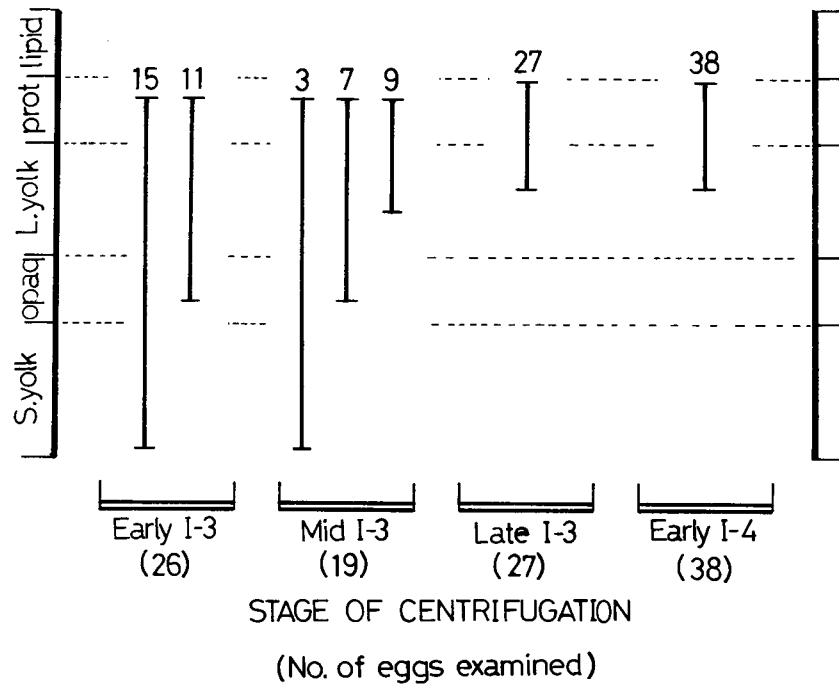 lipid
prot
L.yolk
opaq
S.yolk
15 11 3 7 9 27 38
Early I-3 Mid I-3 Late I-3 Early I-4
(26) (19) (27) (38)
STAGE OF CENTRIFUGATION
(No. of eggs examined)